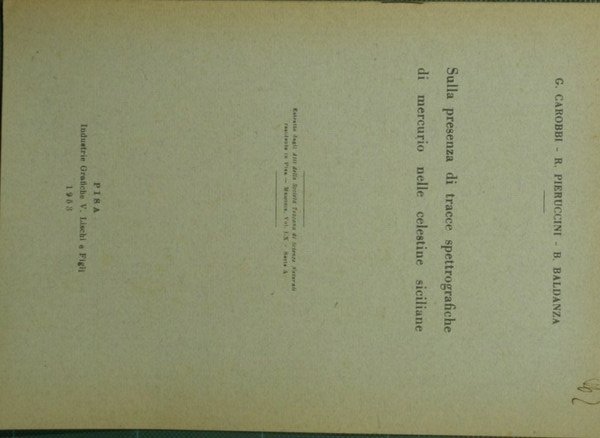 G. CAROBBI - R. PIERUCCINI - B. BALDANZA
Sulla presenza di tracce spettrografiche
di mercurio nelle celestine siciliane
Estratto dagli Atti della Società Toscana di Scienze Naturali
residente in Pisa - Memorie, Vol. LX - Serie A.
PISA
Industrie Grafiche V. Lischi e Figli
1953